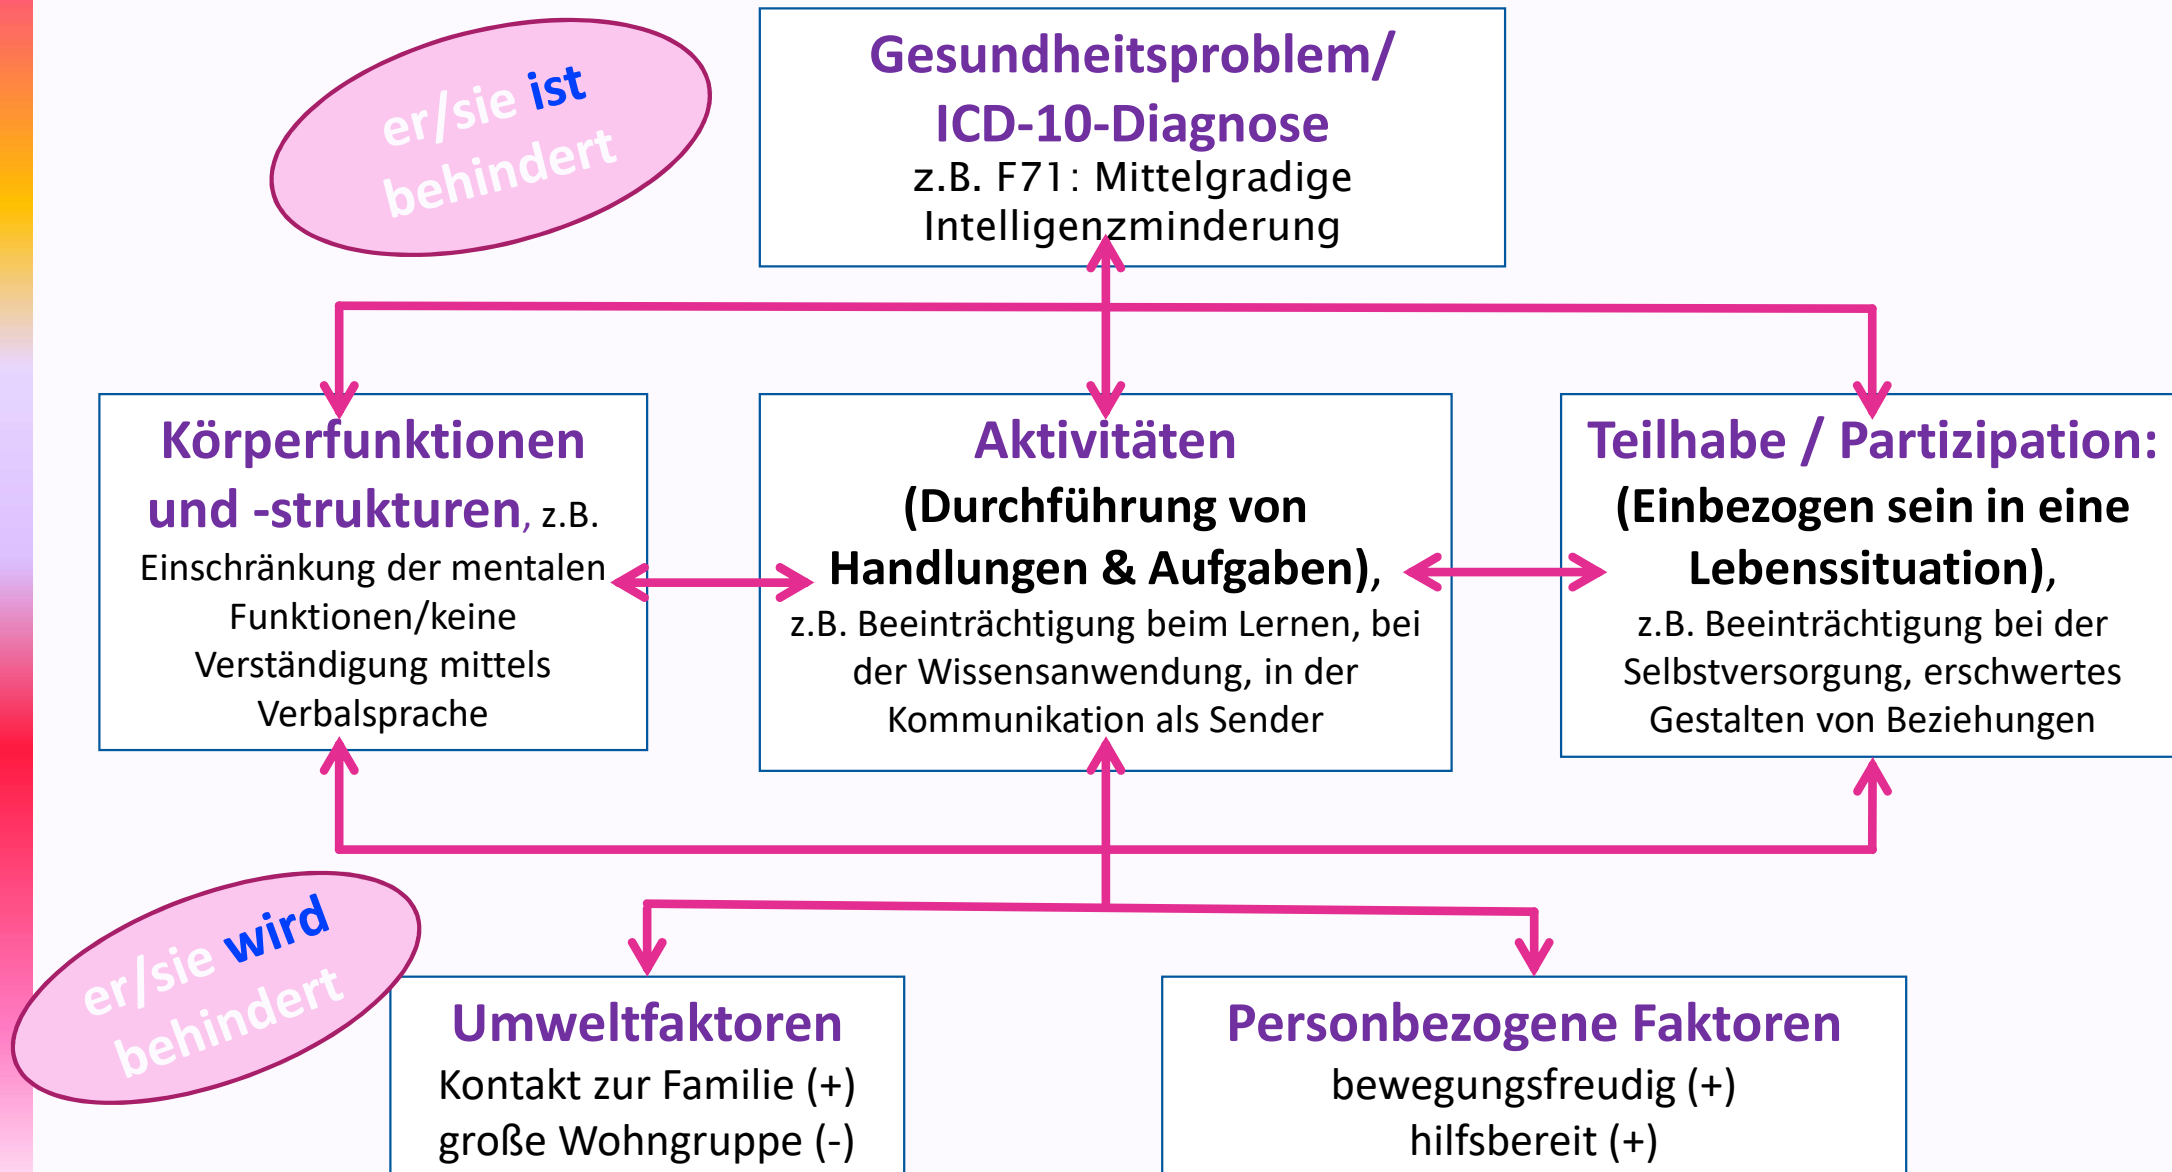 er/sie ist
behindert
Gesundheitsproblem/
ICD-10-Diagnose
z.B. F71: Mittelgradige
Intelligenzminderung
Körperfunktionen
und -strukturen, z.B.
Einschränkung der mentalen
Funktionen/keine
Verständigung mittels
Verbalsprache
Aktivitäten
(Durchführung von
Handlungen & Aufgaben),
z.B. Beeinträchtigung beim Lernen, bei
der Wissensanwendung, in der
Kommunikation als Sender
Teilhabe / Partizipation:
(Einbezogen sein in eine
Lebenssituation),
z.B. Beeinträchtigung bei der
Selbstversorgung, erschwertes
Gestalten von Beziehungen
er/sie wird
behindert
Umweltfaktoren
Kontakt zur Familie (+)
große Wohngruppe (-)
Personbezogene Faktoren
bewegungsfreudig (+)
hilfsbereit (+)